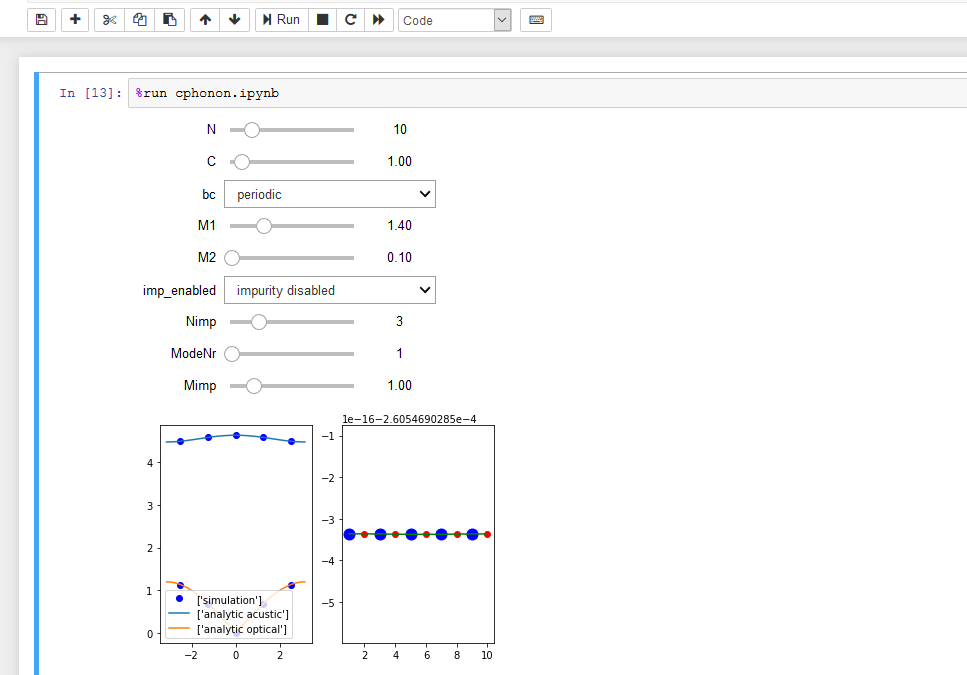 Run Code
In [13]: %run cphonon.ipynb
N 10
C 1.00
bc periodic
M1 1.40
M2 0.10
imp_enabled impurity disabled
Nimp 3
ModeNr 1
Mimp 1.00
1e−16−2.6054690285e−4
4
3
2
1
0
['simulation']
['analytic acustic']
['analytic optical']
−2 0 2
−1
−2
−3
−4
−5
2 4 6 8 10